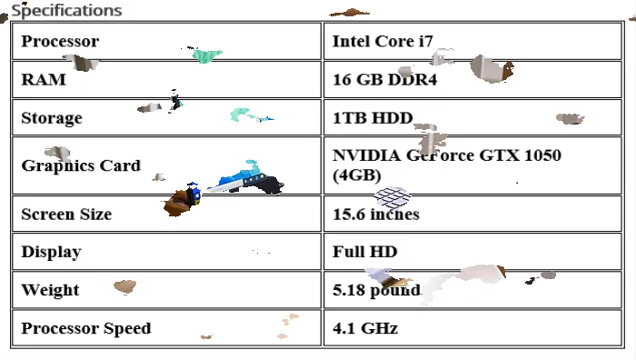 Specifications
Processor Intel Core i7
RAM 16 GB DDR4
Storage 1TB HDD
Graphics Card NVIDIA GeForce GTX 1050
(4GB)
Screen Size 15.6 inches
Display Full HD
Weight 5.18 pound
Processor Speed 4.1 GHz